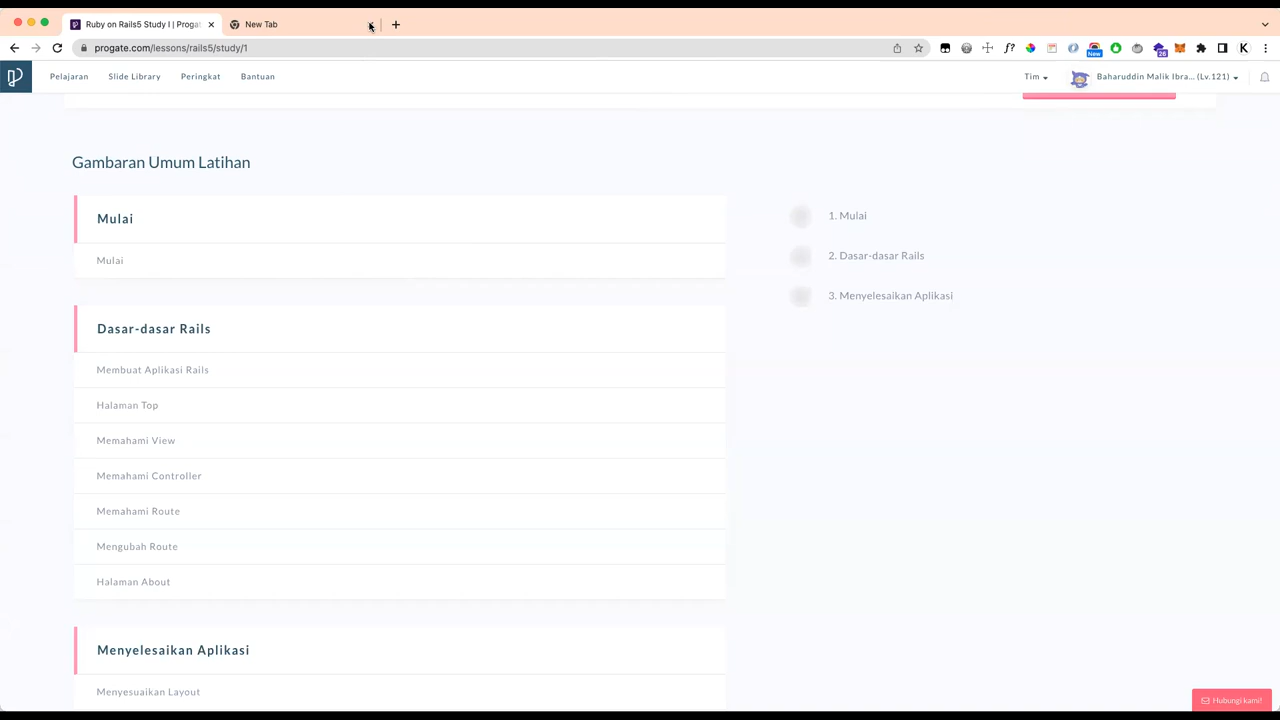 Ruby on Rails5 Study I | Progat
New Tab
progate.com/lessons/rails5/study/1
New
26
K
Pelajaran
Slide Library
Peringkat
Bantuan
Tim
Baharuddin Malik Ibra... (Lv.121)
Gambaran Umum Latihan
Mulai
Mulai
Dasar-dasar Rails
Membuat Aplikasi Rails
Halaman Top
Memahami View
Memahami Controller
Memahami Route
Mengubah Route
Halaman About
Menyelesaikan Aplikasi
Menyesuaikan Layout
1. Mulai
2. Dasar-dasar Rails
3. Menyelesaikan Aplikasi
Hubungi kami!